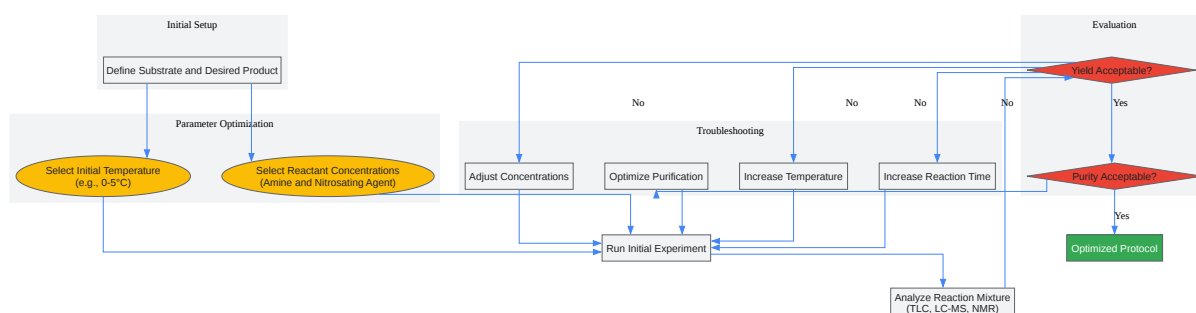 Initial Setup
Evaluation
Define Substrate and Desired Product
Yield Acceptable?
No
No
No
No
Yes
Parameter Optimization
Troubleshooting
Select Initial Temperature
(e.g., 0-5°C)
Select Reactant Concentrations
(Amine and Nitrosating Agent)
Adjust Concentrations
Optimize Purification
Increase Temperature
Increase Reaction Time
Purity Acceptable?
Yes
Run Initial Experiment
Optimized Protocol
Analyze Reaction Mixture
(TLC, LC-MS, NMR)